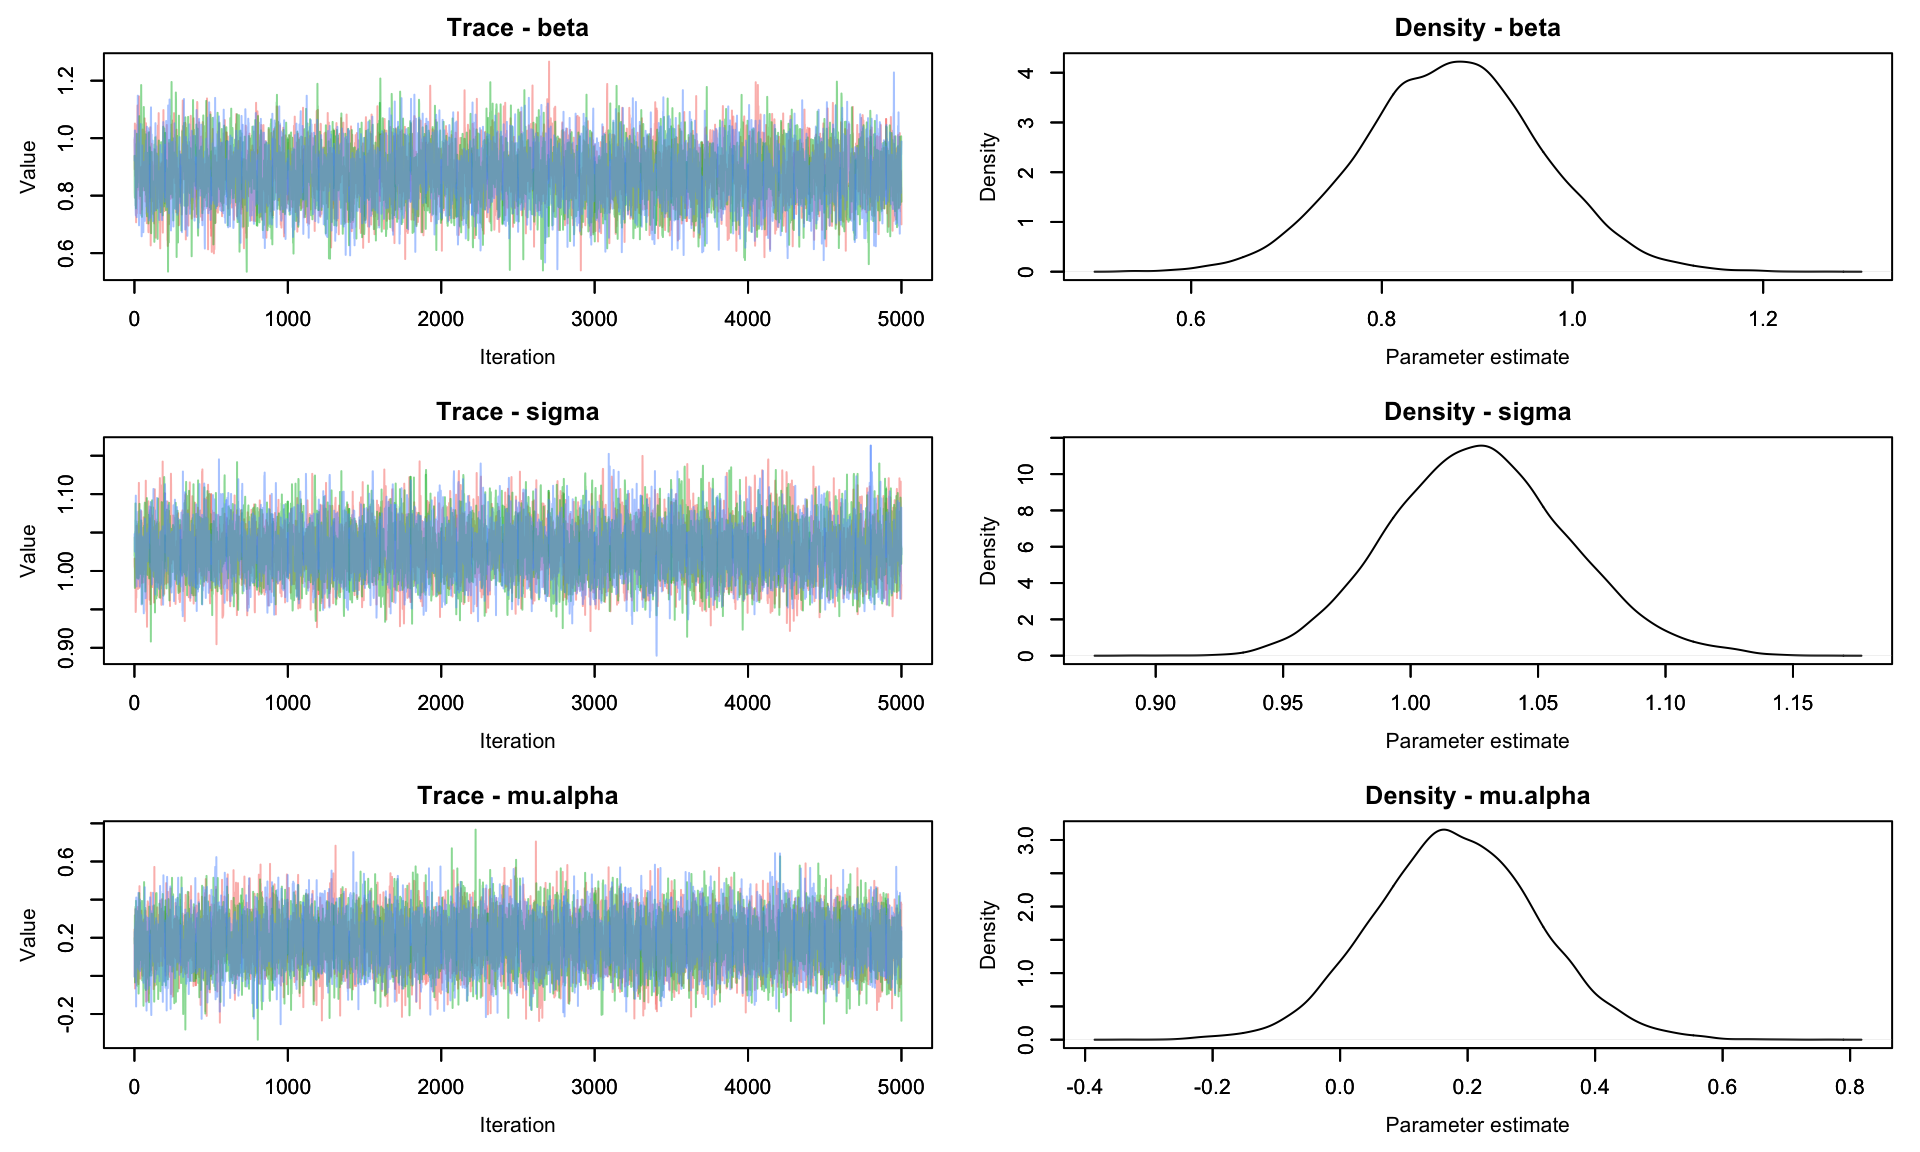 Trace - beta
Value
0.6 0.8 1.0 1.2
0 1000 2000 3000 4000 5000
Iteration
Density - beta
Density
0 1 2 3 4
0.6 0.8 1.0 1.2
Parameter estimate
Trace - sigma
Value
0.90 1.00 1.10
0 1000 2000 3000 4000 5000
Iteration
Density - sigma
Density
0 2 4 6 8 10
0.90 0.95 1.00 1.05 1.10 1.15
Parameter estimate
Trace - mu.alpha
Value
-0.2 0.2 0.6
0 1000 2000 3000 4000 5000
Iteration
Density - mu.alpha
Density
0.0 1.0 2.0 3.0
-0.4 -0.2 0.0 0.2 0.4 0.6 0.8
Parameter estimate